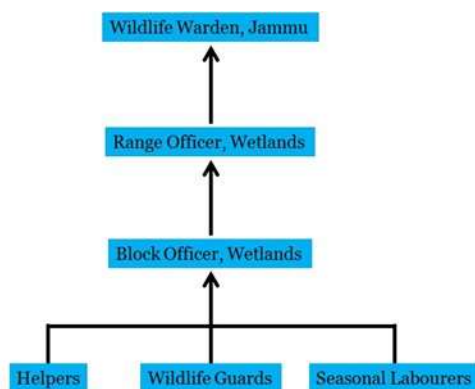 Wildlife Warden, Jammu
Range Officer, Wetlands
Block Officer, Wetlands
Helpers
Wildlife Guards
Seasonal Labourers